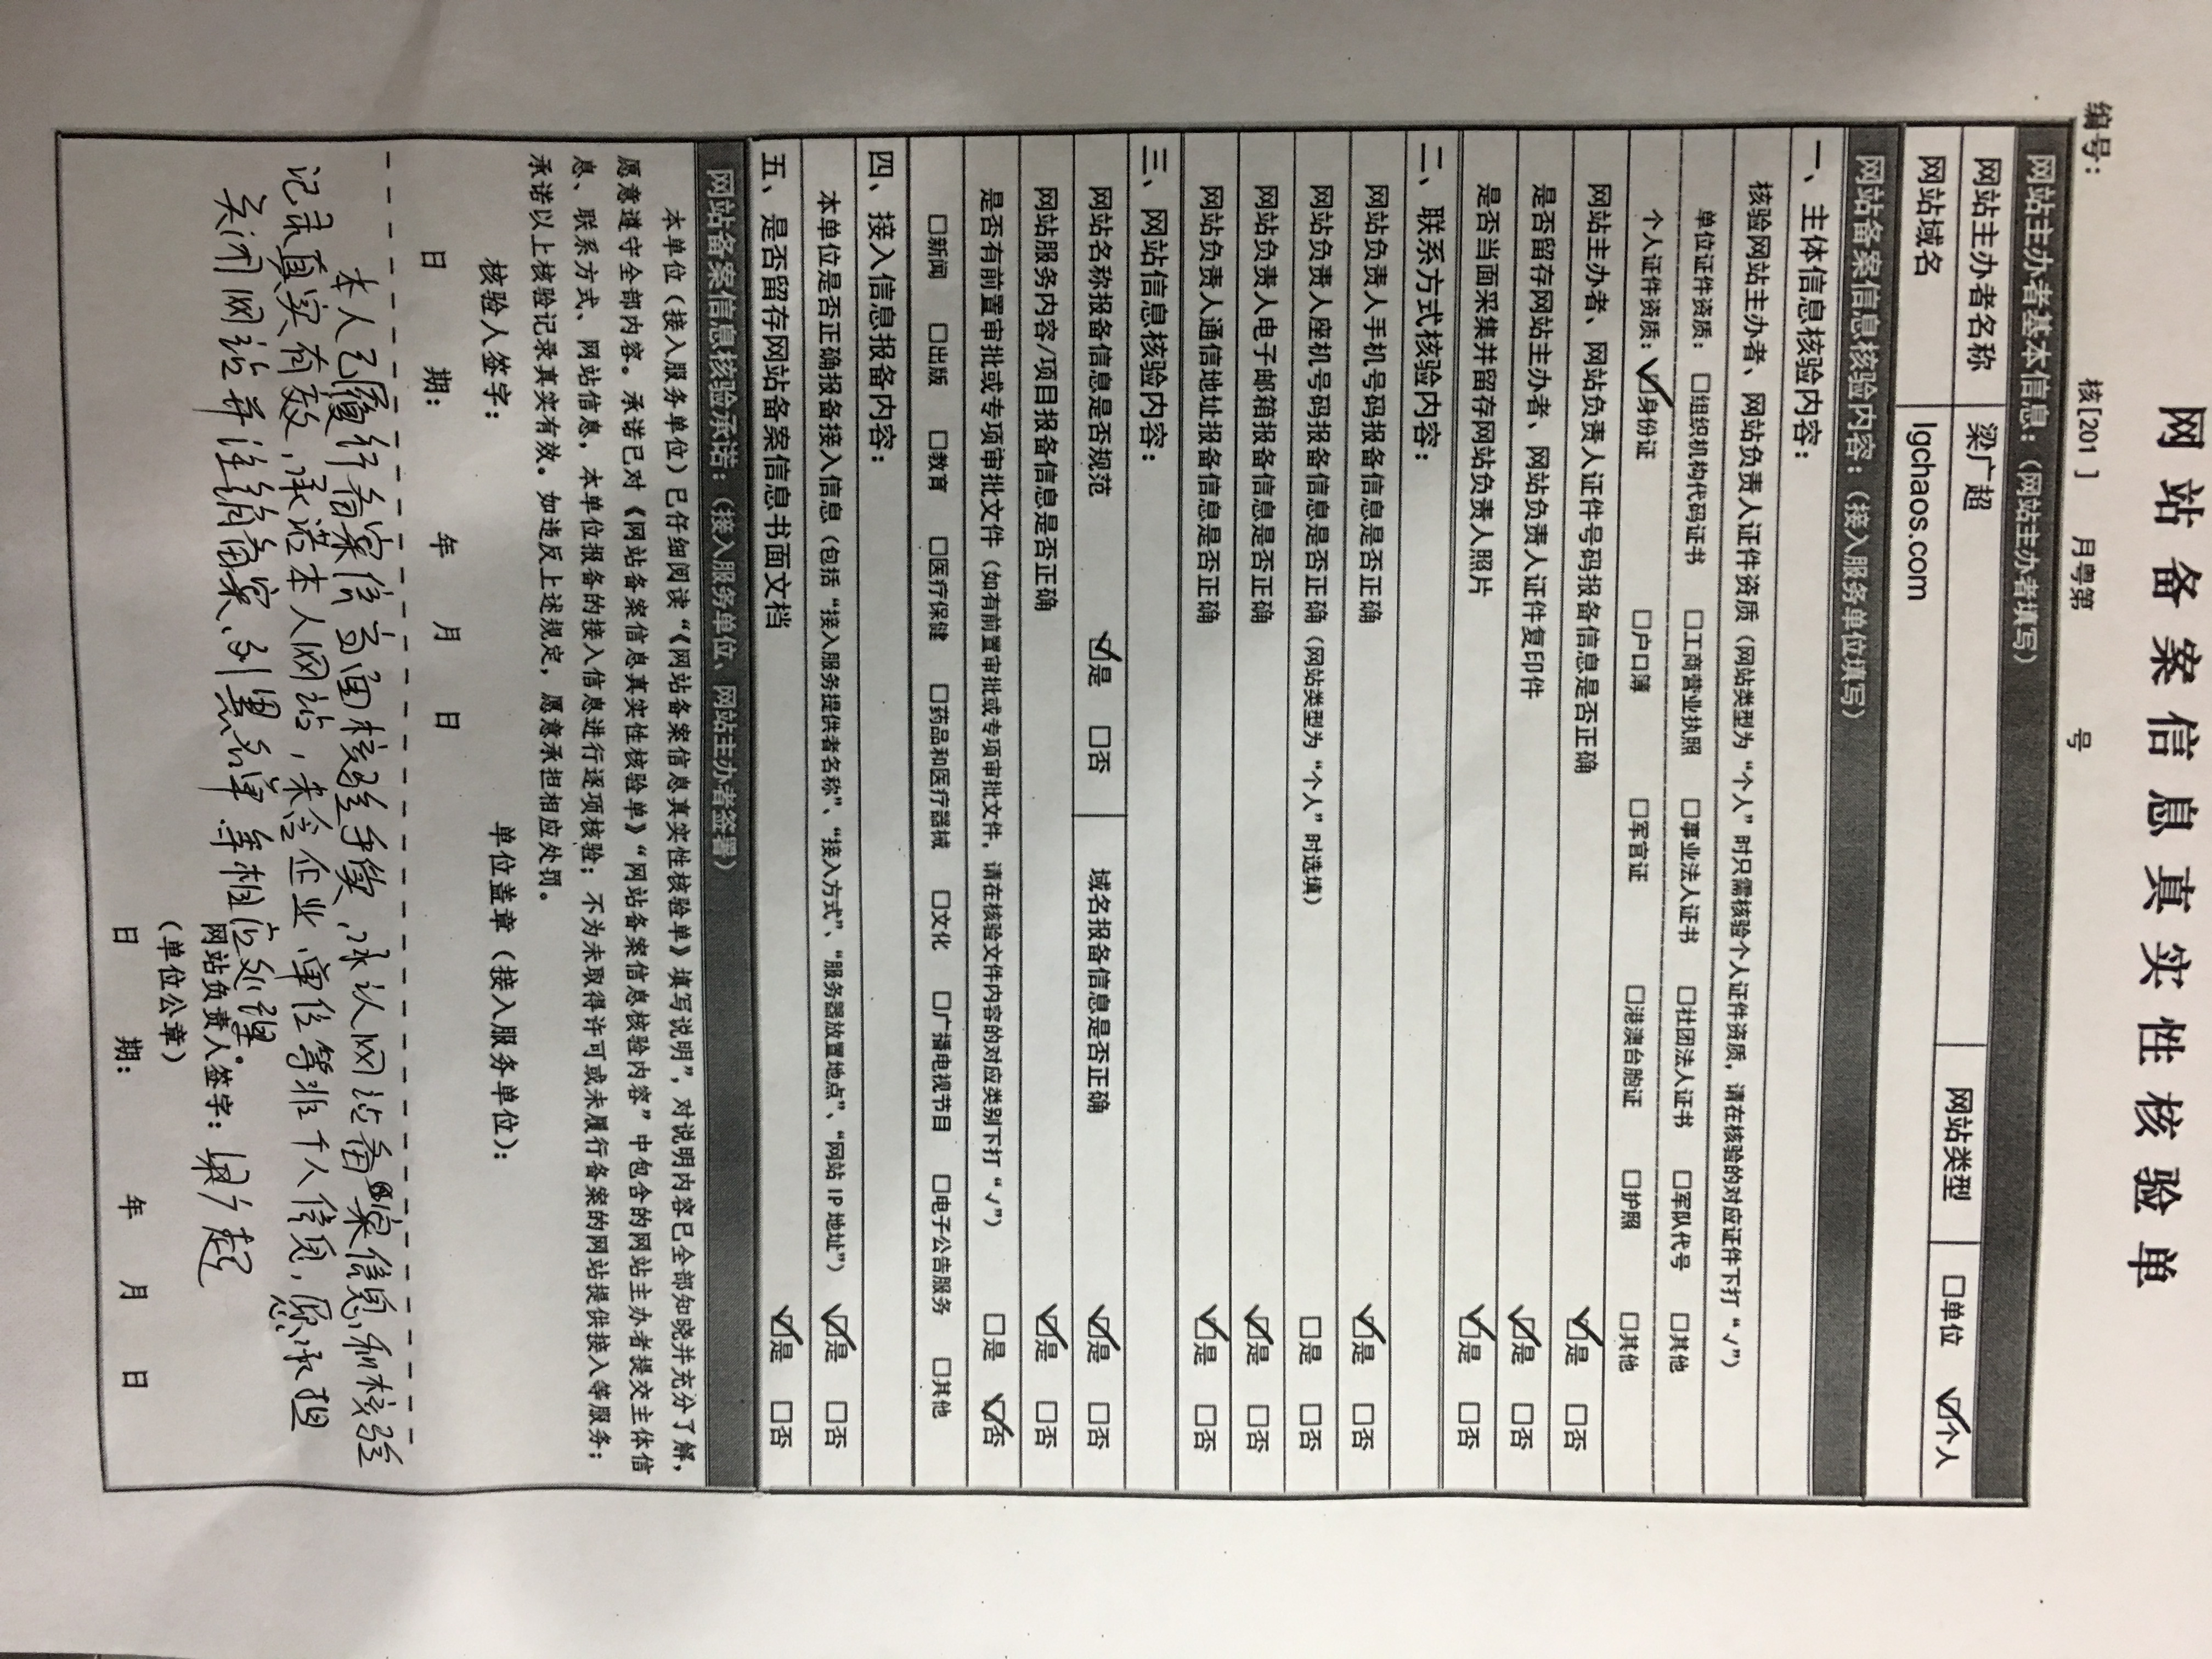 网站备案信息真实性核验单
编号： 核[201 ] 月粤第 号
网站主办者基本信息：（网站主办者填写）
网站主办者名称 梁广超 网站类型 □单位 ☑个人
网站域名 lgchaos.com
网站备案信息核验内容：（接入服务单位填写）
一、主体信息核验内容：
核验网站主办者、网站负责人证件资质（网站类型为“个人”时只需核验个人证件资质，请在核验的对应证件下打“√”）
单位证件资质： □组织机构代码证书 □工商营业执照 □事业法人证书 □社团法人证书 □军队代号 □其他
个人证件资质： ☑身份证 □户口簿 □军官证 □港澳台胞证 □护照 □其他
网站主办者、网站负责人证件号码报备信息是否正确 ☑是 □否
是否留存网站主办者、网站负责人证件复印件 ☑是 □否
是否当面采集并留存网站负责人照片 ☑是 □否
二、联系方式核验内容：
网站负责人手机号码报备信息是否正确 ☑是 □否
网站负责人座机号码报备信息是否正确（网站类型为“个人”时选填） □是 □否
网站负责人电子邮箱报备信息是否正确 ☑是 □否
网站负责人通信地址报备信息是否正确 ☑是 □否
三、网站信息核验内容：
网站名称报备信息是否规范 ☑是 □否 域名报备信息是否正确 ☑是 □否
网站服务内容/项目报备信息是否正确 ☑是 □否
是否有前置审批或专项审批文件（如有前置审批或专项审批文件，请在核验文件内容的对应类别下打“√”） □是 ☑否
□新闻 □出版 □教育 □医疗保健 □药品和医疗器械 □文化 □广播电视节目 □电子公告服务 □其他
四、接入信息报备内容：
本单位是否正确报备接入信息（包括“接入服务提供者名称”、“接入方式”、“服务器放置地点”、“网站 IP 地址”） ☑是 □否
五、是否留存网站备案信息书面文档 ☑是 □否
网站备案信息核验承诺：（接入服务单位、网站主办者签署）
本单位（接入服务单位）已仔细阅读“《网站备案信息真实性核验单》填写说明”，对说明内容已全部知晓并充分了解，
愿意遵守全部内容。承诺已对《网站备案信息真实性核验单》“网站备案信息核验内容”中包含的网站主办者提交主体信
息、联系方式、网站信息，本单位报备的接入信息进行逐项核验；不为未取得许可或未履行备案的网站提供接入等服务；
承诺以上核验记录真实有效。如违反上述规定，愿意承担相应处罚。
核验人签字： 单位盖章（接入服务单位）：
日 期： 年 月 日
本人已履行备案信当面核验手续，承认网站备案信息和核验
记录真实有效，承诺本人网站，未含企业、单位等非个人信息，愿承担
关闭网站并注销备案、列黑名单等相应处理。
网站负责人签字：梁广超
（单位公章）
日 期： 年 月 日